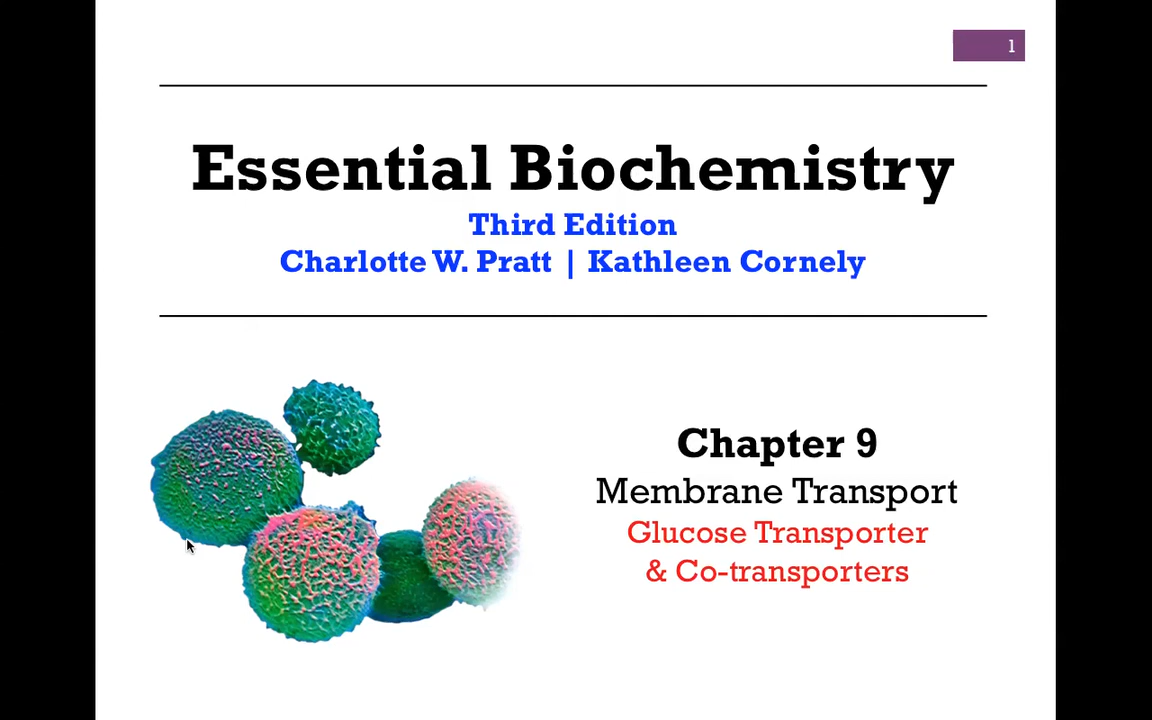 1
Essential Biochemistry
Third Edition
Charlotte W. Pratt | Kathleen Cornely
Chapter 9
Membrane Transport
Glucose Transporter
& Co-transporters